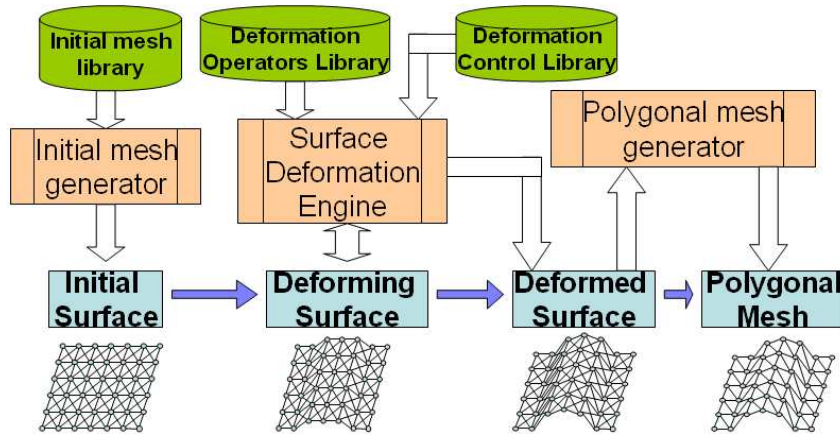 Initial mesh
library
Deformation
Operators Library
Deformation
Control Library
Initial mesh
generator
Surface
Deformation
Engine
Polygonal mesh
generator
Initial
Surface
Deforming
Surface
Deformed
Surface
Polygonal
Mesh